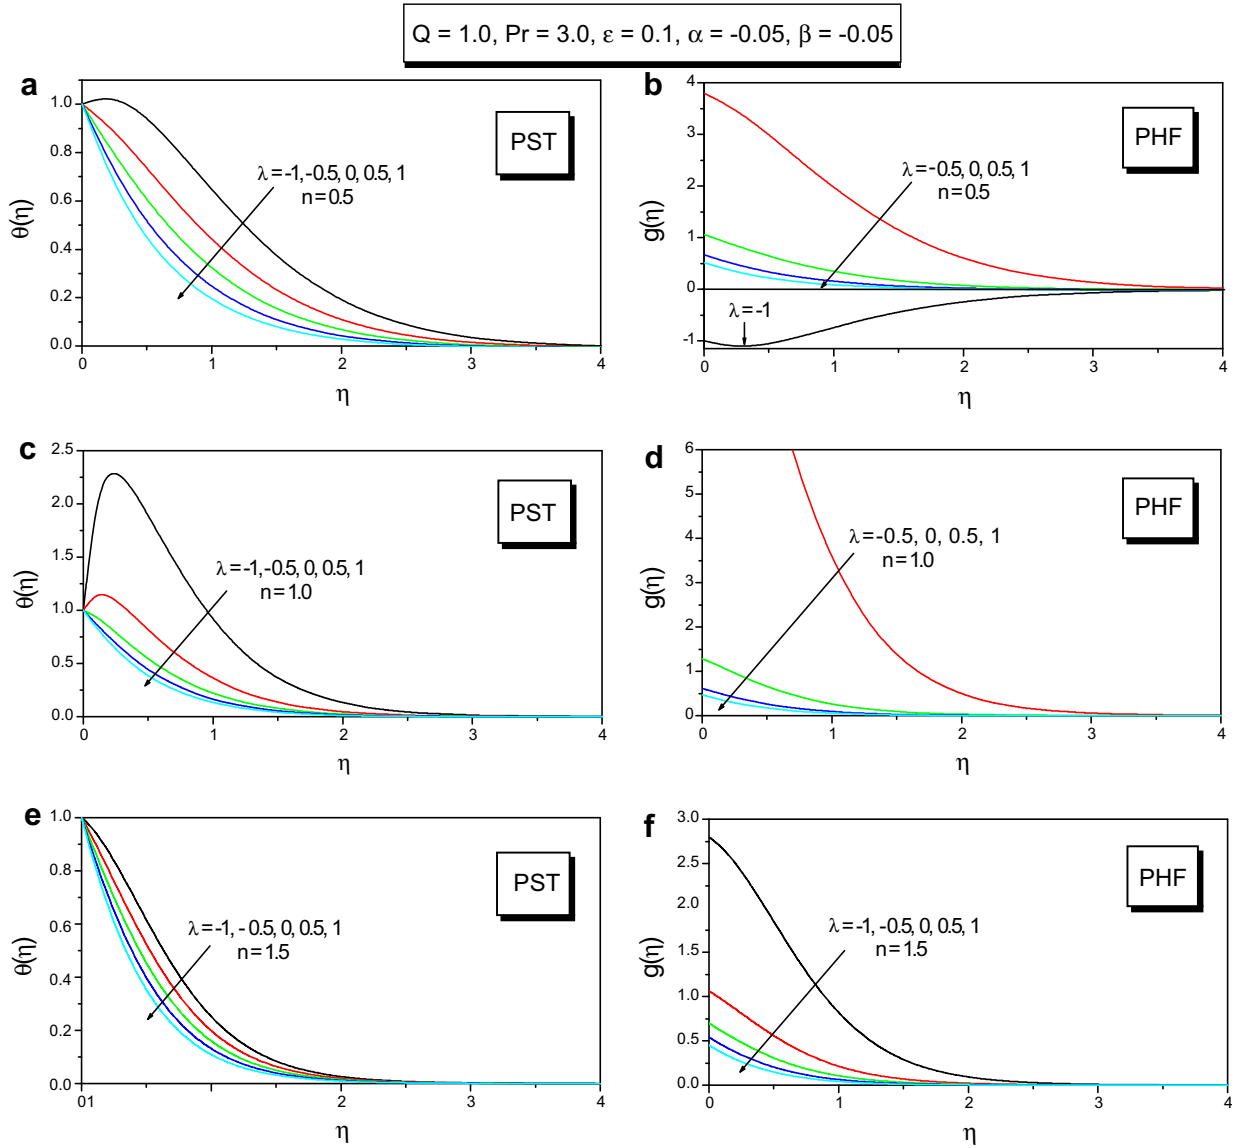 Q = 1.0, Pr = 3.0, ε = 0.1, α = -0.05, β = -0.05
a
1.0
0.8
0.6
0.4
0.2
0.0
0
1
2
3
4
θ(η)
η
PST
λ=-1,-0.5, 0, 0.5, 1
n=0.5
b
4
3
2
1
0
-1
0
1
2
3
4
g(η)
η
PHF
λ=-0.5, 0, 0.5, 1
n=0.5
λ=-1
c
2.5
2.0
1.5
1.0
0.5
0.0
0
1
2
3
4
θ(η)
η
PST
λ=-1,-0.5, 0, 0.5, 1
n=1.0
d
6
5
4
3
2
1
0
0
1
2
3
4
g(η)
η
PHF
λ=-0.5, 0, 0.5, 1
n=1.0
e
1.0
0.8
0.6
0.4
0.2
0.0
01
2
3
4
θ(η)
η
PST
λ=-1, -0.5, 0, 0.5, 1
n=1.5
f
3.0
2.5
2.0
1.0
0.5
0.0
0
1
2
3
4
g(η)
η
PHF
λ=-1,-0.5, 0, 0.5, 1
n=1.5